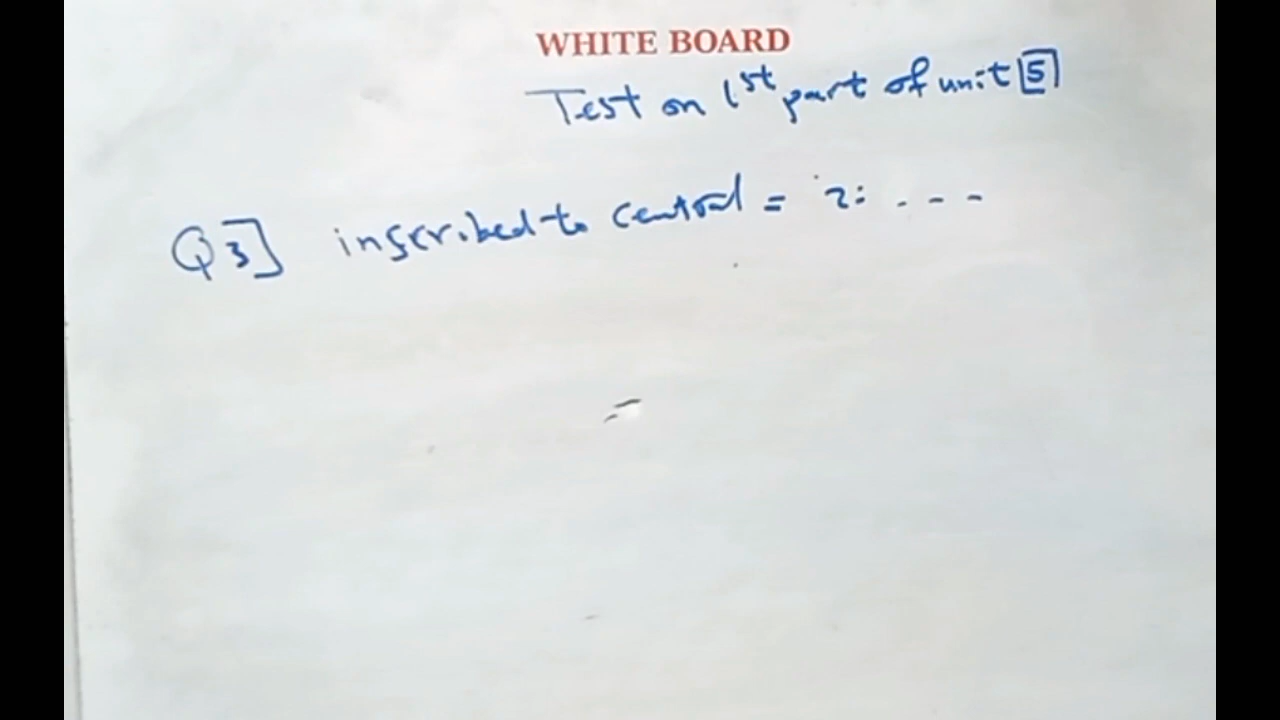 WHITE BOARD
Test on 1st part of unit 5
Q3] inscribed to central = 2: ---